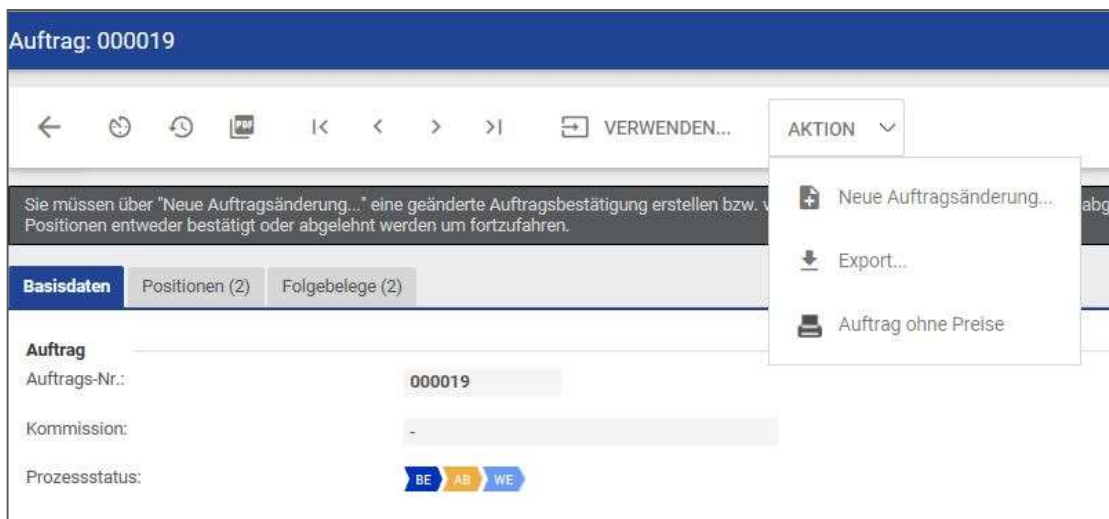 Auftrag: 000019
PDF
VERWENDEN...
AKTION
Sie müssen über "Neue Auftragsänderung..." eine geänderte Auftragsbestätigung erstellen bzw.
Positionen entweder bestätigt oder abgelehnt werden um fortzufahren.
Neue Auftragsänderung...
Export...
Auftrag ohne Preise
Basisdaten
Positionen (2)
Folgebelege (2)
Auftrag
Auftrags-Nr.:
000019
Kommission:
-
Prozessstatus:
BE AB WE